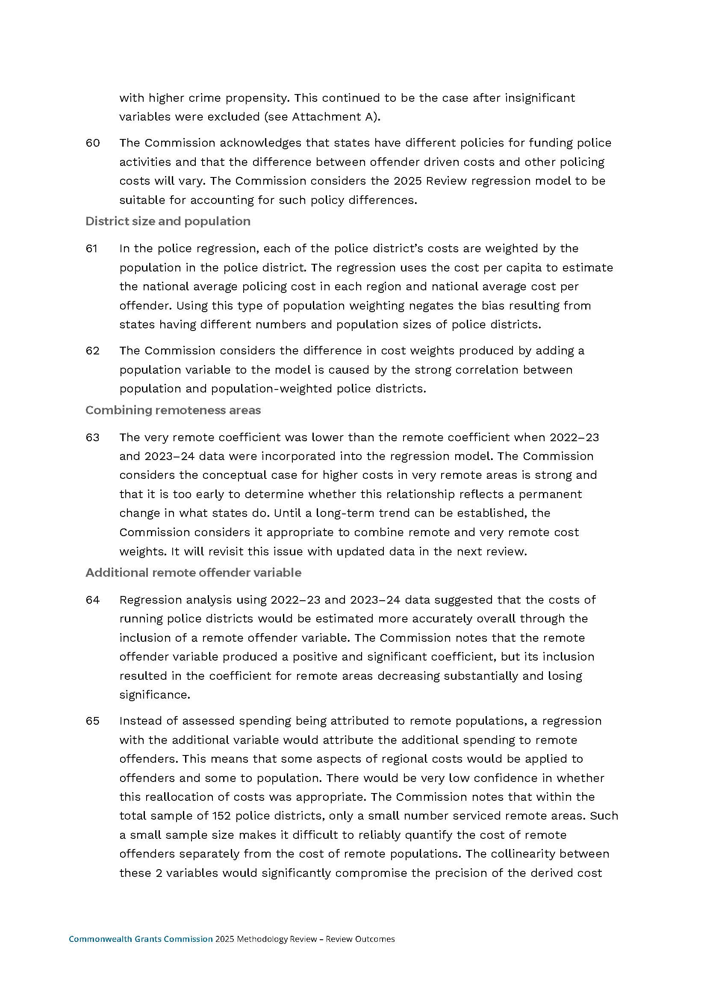 with higher crime propensity. This continued to be the case after insignificant
variables were excluded (see Attachment A).
60 The Commission acknowledges that states have different policies for funding police
activities and that the difference between offender driven costs and other policing
costs will vary. The Commission considers the 2025 Review regression model to be
suitable for accounting for such policy differences.
District size and population
61 In the police regression, each of the police district’s costs are weighted by the
population in the police district. The regression uses the cost per capita to estimate
the national average policing cost in each region and national average cost per
offender. Using this type of population weighting negates the bias resulting from
states having different numbers and population sizes of police districts.
62 The Commission considers the difference in cost weights produced by adding a
population variable to the model is caused by the strong correlation between
population and population-weighted police districts.
Combining remoteness areas
63 The very remote coefficient was lower than the remote coefficient when 2022–23
and 2023–24 data were incorporated into the regression model. The Commission
considers the conceptual case for higher costs in very remote areas is strong and
that it is too early to determine whether this relationship reflects a permanent
change in what states do. Until a long-term trend can be established, the
Commission considers it appropriate to combine remote and very remote cost
weights. It will revisit this issue with updated data in the next review.
Additional remote offender variable
64 Regression analysis using 2022–23 and 2023–24 data suggested that the costs of
running police districts would be estimated more accurately overall through the
inclusion of a remote offender variable. The Commission notes that the remote
offender variable produced a positive and significant coefficient, but its inclusion
resulted in the coefficient for remote areas decreasing substantially and losing
significance.
65 Instead of assessed spending being attributed to remote populations, a regression
with the additional variable would attribute the additional spending to remote
offenders. This means that some aspects of regional costs would be applied to
offenders and some to population. There would be very low confidence in whether
this reallocation of costs was appropriate. The Commission notes that within the
total sample of 152 police districts, only a small number serviced remote areas. Such
a small sample size makes it difficult to reliably quantify the cost of remote
offenders separately from the cost of remote populations. The collinearity between
these 2 variables would significantly compromise the precision of the derived cost
Commonwealth Grants Commission 2025 Methodology Review – Review Outcomes